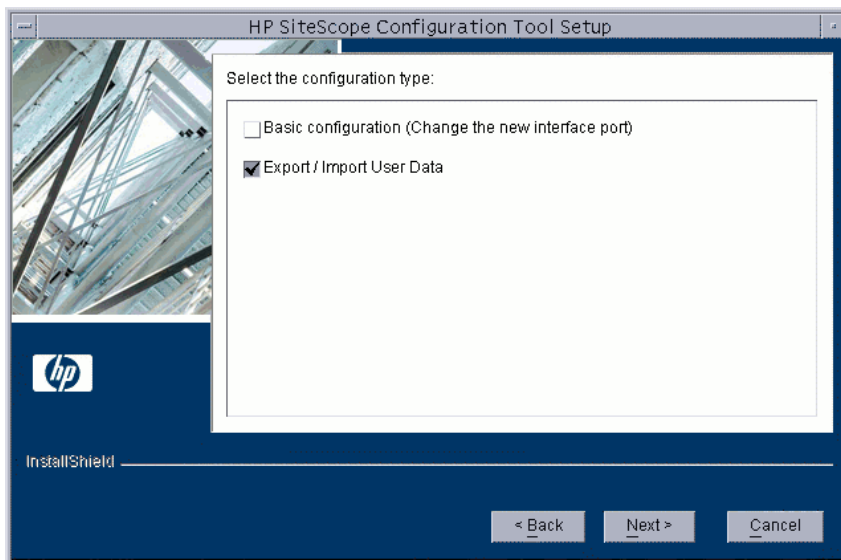 HP SiteScope Configuration Tool Setup
Select the configuration type:
Basic configuration (Change the new interface port)
Export / Import User Data
hp
InstallShield
< Back
Next >
Cancel